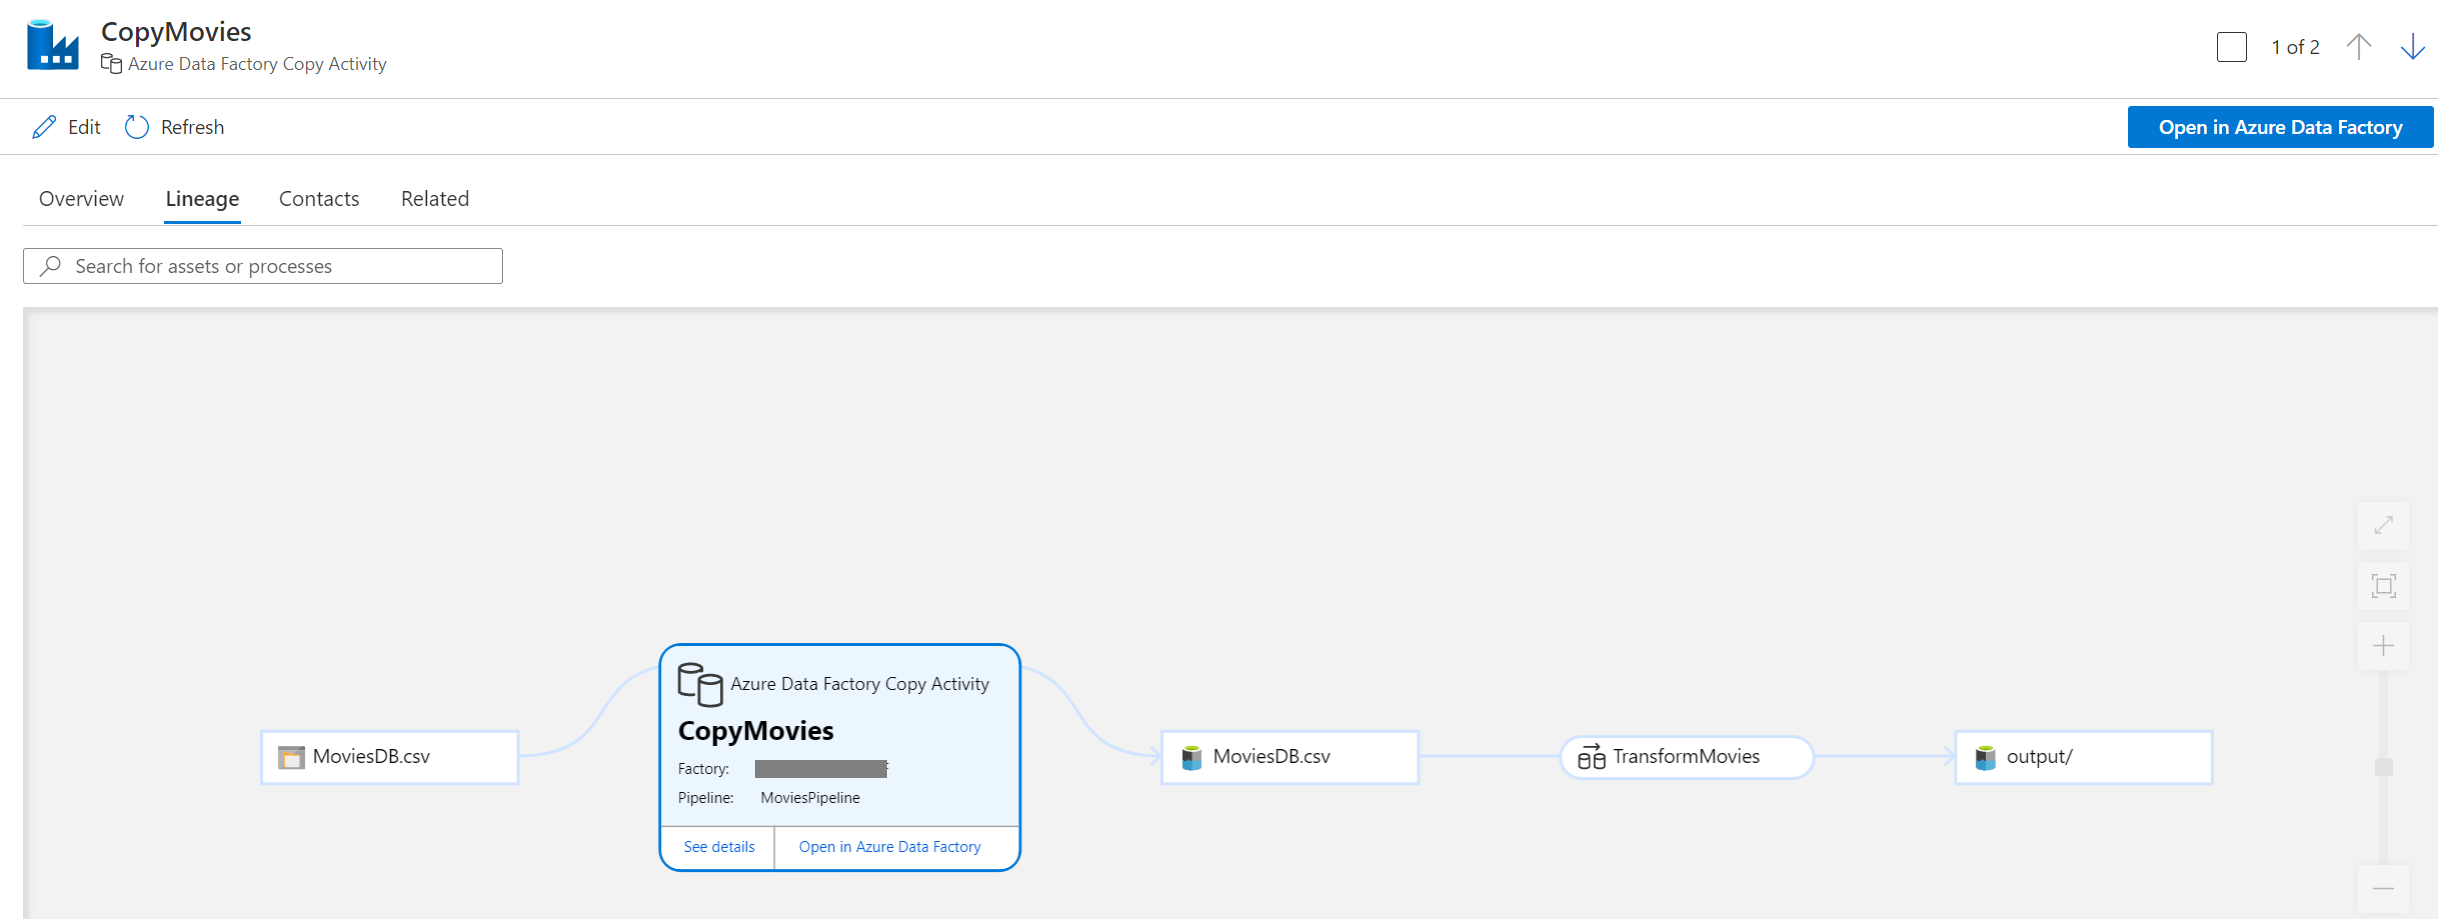 CopyMovies
Azure Data Factory Copy Activity
1 of 2
Edit
Refresh
Open in Azure Data Factory
Overview
Lineage
Contacts
Related
Search for assets or processes
Azure Data Factory Copy Activity
CopyMovies
Factory:
Pipeline: MoviesPipeline
See details
Open in Azure Data Factory
MoviesDB.csv
MoviesDB.csv
TransformMovies
output/